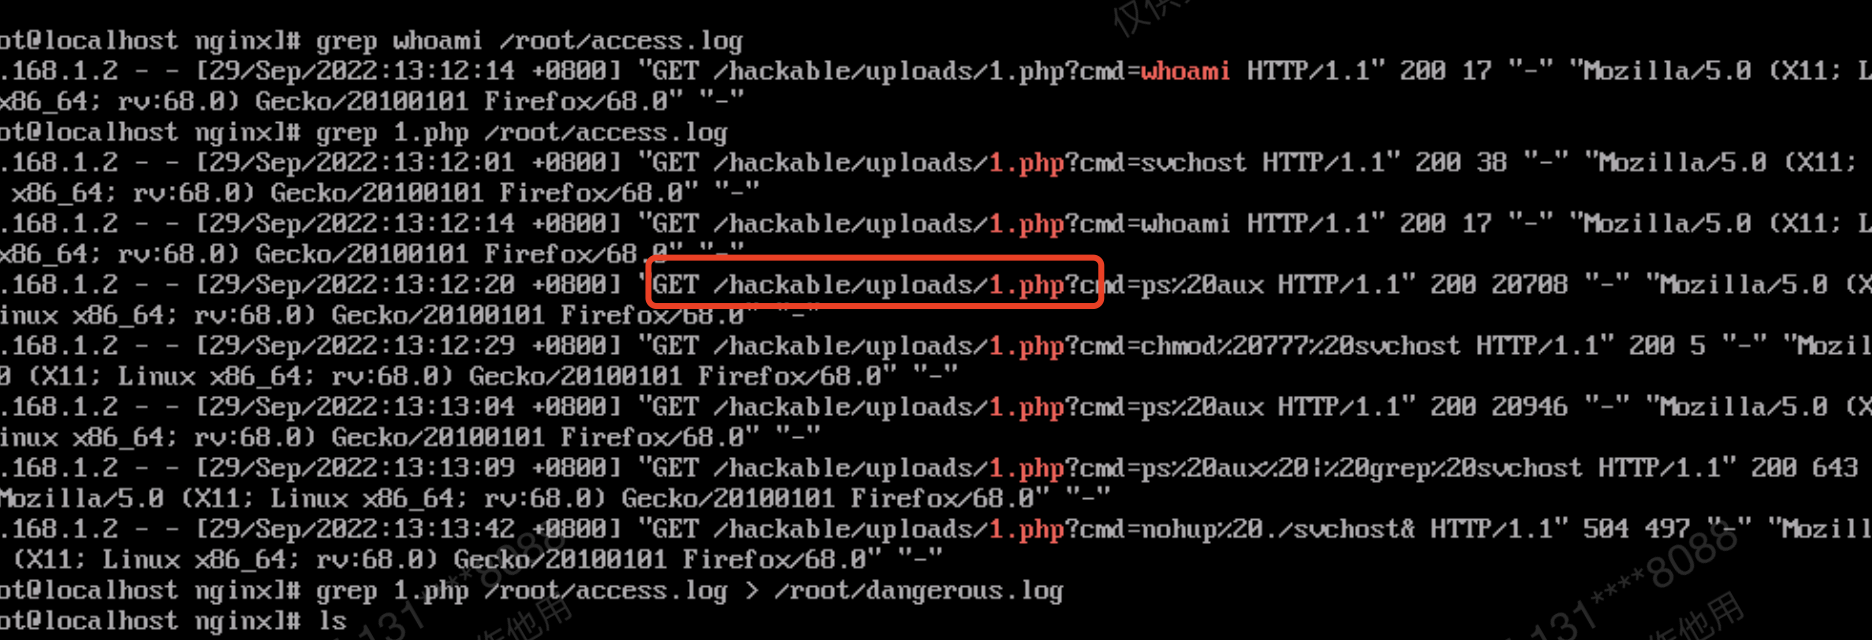 仅供
ot@localhost nginx]# grep whoami /root/access.log
.168.1.2 - - [29/Sep/2022:13:12:14 +0800] "GET /hackable/uploads/1.php?cmd=whoami HTTP/1.1" 200 17 "-" "Mozilla/5.0 (X11; L
x86_64; rv:68.0) Gecko/20100101 Firefox/68.0" "-"
ot@localhost nginx]# grep 1.php /root/access.log
.168.1.2 - - [29/Sep/2022:13:12:01 +0800] "GET /hackable/uploads/1.php?cmd=svchost HTTP/1.1" 200 38 "-" "Mozilla/5.0 (X11;
x86_64; rv:68.0) Gecko/20100101 Firefox/68.0" "-"
.168.1.2 - - [29/Sep/2022:13:12:14 +0800] "GET /hackable/uploads/1.php?cmd=whoami HTTP/1.1" 200 17 "-" "Mozilla/5.0 (X11; L
x86_64; rv:68.0) Gecko/20100101 Firefox/68.0" "-"
.168.1.2 - - [29/Sep/2022:13:12:20 +0800] "GET /hackable/uploads/1.php?cmd=ps%20aux HTTP/1.1" 200 20708 "-" "Mozilla/5.0 (X
inux x86_64; rv:68.0) Gecko/20100101 Firefox/68.0" "-"
.168.1.2 - - [29/Sep/2022:13:12:29 +0800] "GET /hackable/uploads/1.php?cmd=chmod%20777%20svchost HTTP/1.1" 200 5 "-" "Mozil
0 (X11; Linux x86_64; rv:68.0) Gecko/20100101 Firefox/68.0" "-"
.168.1.2 - - [29/Sep/2022:13:13:04 +0800] "GET /hackable/uploads/1.php?cmd=ps%20aux HTTP/1.1" 200 20946 "-" "Mozilla/5.0 (X
inux x86_64; rv:68.0) Gecko/20100101 Firefox/68.0" "-"
.168.1.2 - - [29/Sep/2022:13:13:09 +0800] "GET /hackable/uploads/1.php?cmd=ps%20aux%20|%20grep%20svchost HTTP/1.1" 200 643
Mozilla/5.0 (X11; Linux x86_64; rv:68.0) Gecko/20100101 Firefox/68.0" "-"
.168.1.2 - - [29/Sep/2022:13:13:42 +0800] "GET /hackable/uploads/1.php?cmd=nohup%20./svchost& HTTP/1.1" 504 497 "-" "Mozill
(X11; Linux x86_64; rv:68.0) Gecko/20100101 Firefox/68.0" "-"
ot@localhost nginx]# grep 1.php /root/access.log > /root/dangerous.log
ot@localhost nginx]# ls
131****8088
作他用
131****8088
作他用